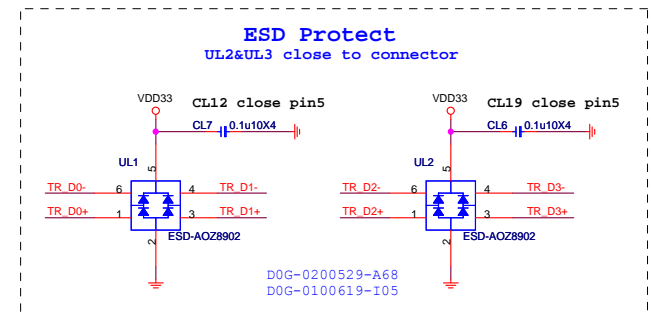 ESD Protect
UL2&UL3 close to connector
VDD33
CL12 close pin5
CL7
0.1u10X4
UL1
5
TR_D0-
6
4
TR_D1-
TR_D0+
1
3
TR_D1+
2
ESD-AOZ8902
VDD33
CL19 close pin5
CL6
0.1u10X4
UL2
5
TR_D2-
6
4
TR_D3-
TR_D2+
1
3
TR_D3+
2
ESD-AOZ8902
D0G-0200529-A68
D0G-0100619-I05